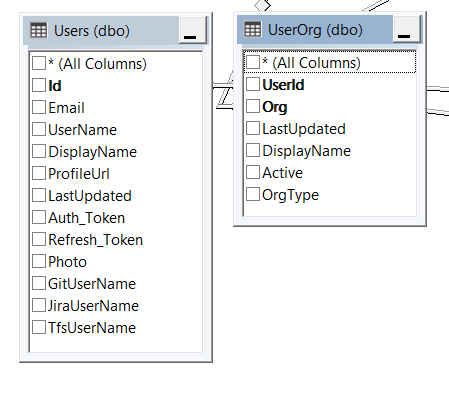 Users (dbo)
* (All Columns)
Id
Email
UserName
DisplayName
ProfileUrl
LastUpdated
Auth_Token
Refresh_Token
Photo
GitUserName
JiraUserName
TfsUserName
UserOrg (dbo)
* (All Columns)
UserId
Org
LastUpdated
DisplayName
Active
OrgType